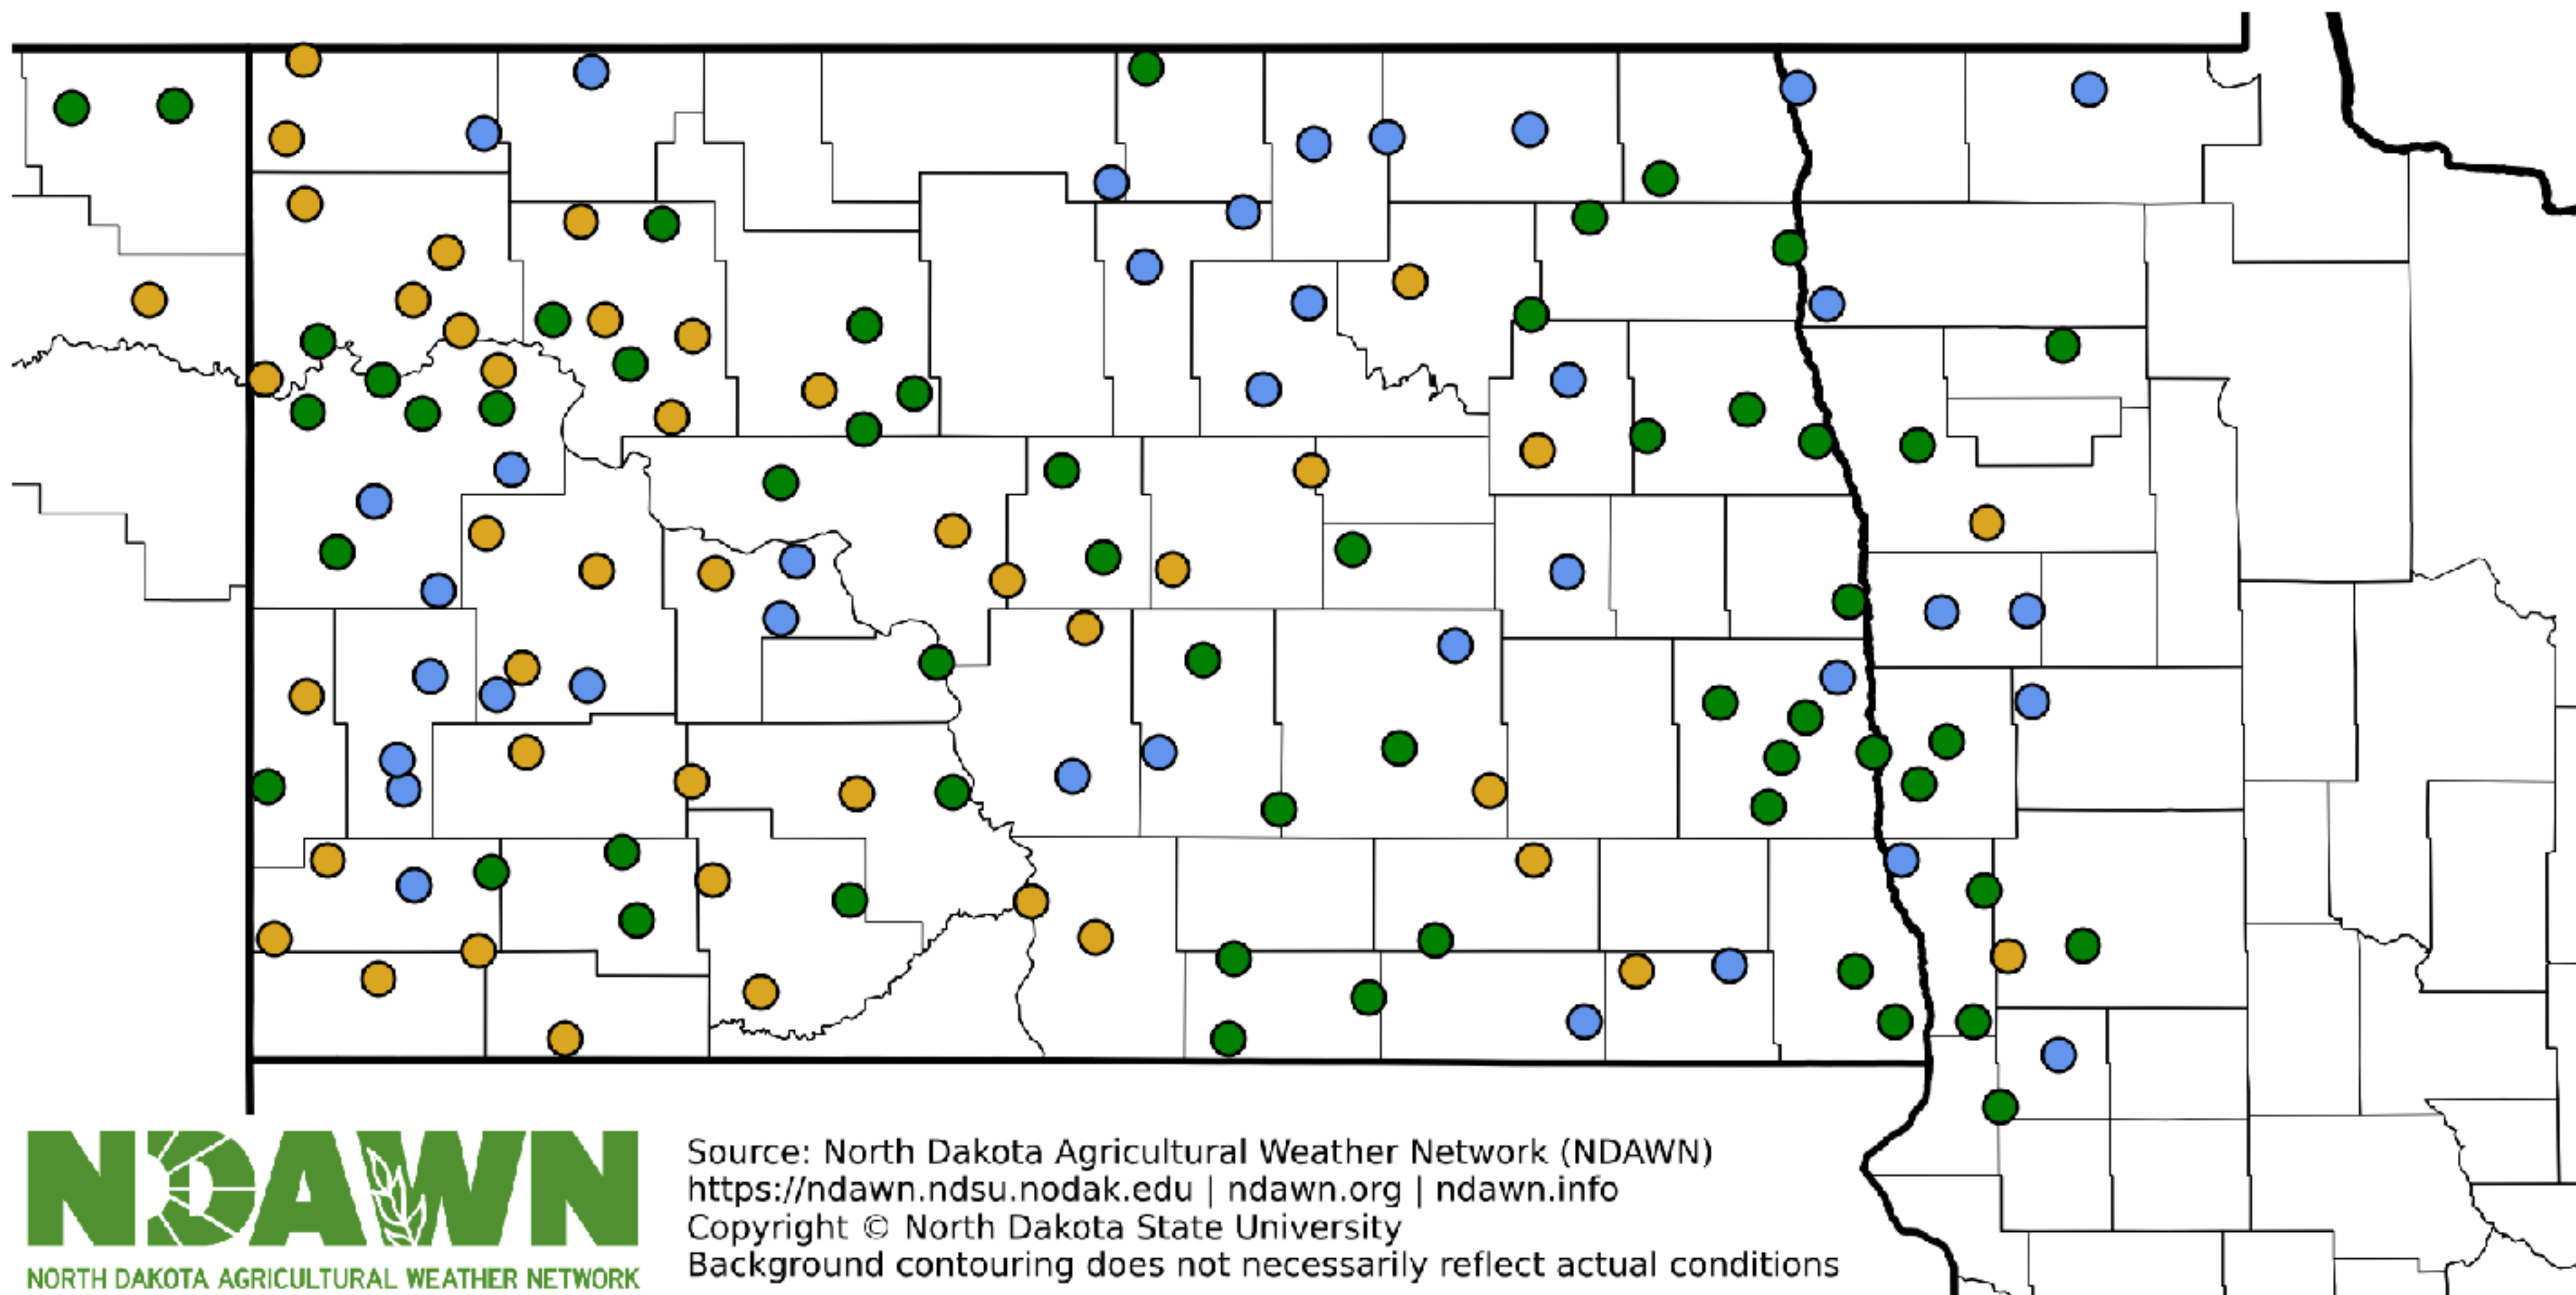 NDAWN
NORTH DAKOTA AGRICULTURAL WEATHER NETWORK
Source: North Dakota Agricultural Weather Network (NDAWN)
https://ndawn.ndsu.nodak.edu | ndawn.org | ndawn.info
Copyright © North Dakota State University
Background contouring does not necessarily reflect actual conditions